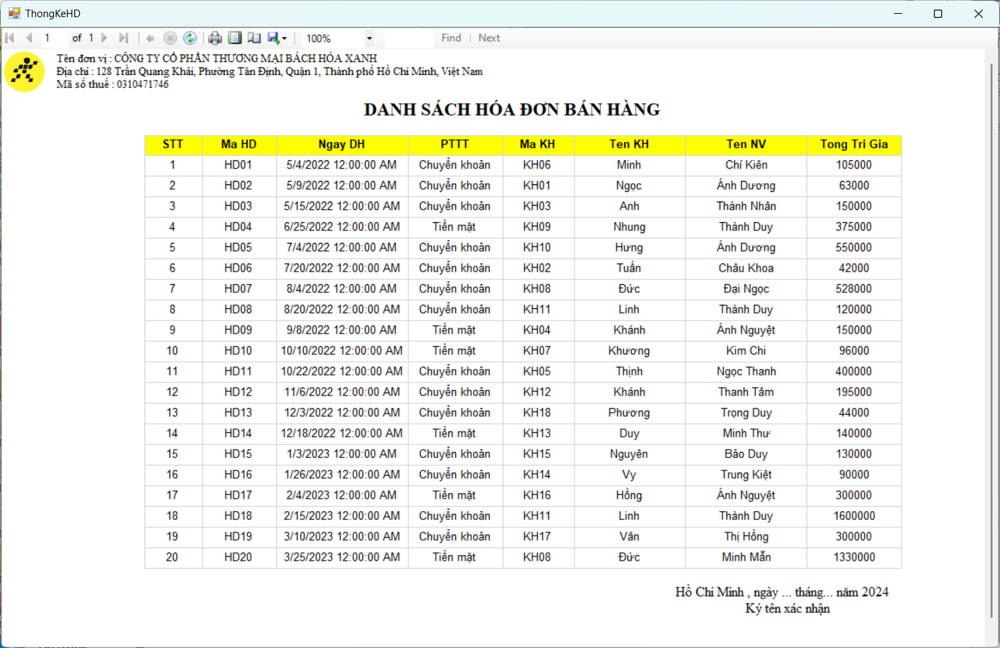 ThongKeHD
1 of 1 100% Find | Next
Tên đơn vị : CÔNG TY CỔ PHẦN THƯƠNG MẠI BÁCH HÓA XANH
Địa chỉ : 128 Trần Quang Khải, Phường Tân Định, Quận 1, Thành phố Hồ Chí Minh, Việt Nam
Mã số thuế : 0310471746
DANH SÁCH HÓA ĐƠN BÁN HÀNG
STT Ma HD Ngay DH PTTT Ma KH Ten KH Ten NV Tong Tri Gia
1 HD01 5/4/2022 12:00:00 AM Chuyển khoản KH06 Minh Chí Kiên 105000
2 HD02 5/9/2022 12:00:00 AM Chuyển khoản KH01 Ngọc Ánh Dương 63000
3 HD03 5/15/2022 12:00:00 AM Chuyển khoản KH03 Anh Thành Nhân 150000
4 HD04 6/25/2022 12:00:00 AM Tiền mặt KH09 Nhung Thành Duy 375000
5 HD05 7/4/2022 12:00:00 AM Chuyển khoản KH10 Hưng Ánh Dương 550000
6 HD06 7/20/2022 12:00:00 AM Chuyển khoản KH02 Tuấn Châu Khoa 42000
7 HD07 8/4/2022 12:00:00 AM Chuyển khoản KH08 Đức Đại Ngọc 528000
8 HD08 8/20/2022 12:00:00 AM Chuyển khoản KH11 Linh Thành Duy 120000
9 HD09 9/8/2022 12:00:00 AM Tiền mặt KH04 Khánh Ánh Nguyệt 150000
10 HD10 10/10/2022 12:00:00 AM Tiền mặt KH07 Khương Kim Chi 96000
11 HD11 10/22/2022 12:00:00 AM Chuyển khoản KH05 Thịnh Ngọc Thanh 400000
12 HD12 11/6/2022 12:00:00 AM Chuyển khoản KH12 Khánh Thanh Tâm 195000
13 HD13 12/3/2022 12:00:00 AM Chuyển khoản KH18 Phương Trọng Duy 44000
14 HD14 12/18/2022 12:00:00 AM Tiền mặt KH13 Duy Minh Thư 140000
15 HD15 1/3/2023 12:00:00 AM Chuyển khoản KH15 Nguyên Bảo Duy 130000
16 HD16 1/26/2023 12:00:00 AM Chuyển khoản KH14 Vy Trung Kiệt 90000
17 HD17 2/4/2023 12:00:00 AM Tiền mặt KH16 Hồng Ánh Nguyệt 300000
18 HD18 2/15/2023 12:00:00 AM Chuyển khoản KH11 Linh Thành Duy 1600000
19 HD19 3/10/2023 12:00:00 AM Chuyển khoản KH17 Vân Thị Hồng 300000
20 HD20 3/25/2023 12:00:00 AM Tiền mặt KH08 Đức Minh Mẫn 1330000
Hồ Chí Minh , ngày ... tháng... năm 2024
Ký tên xác nhận